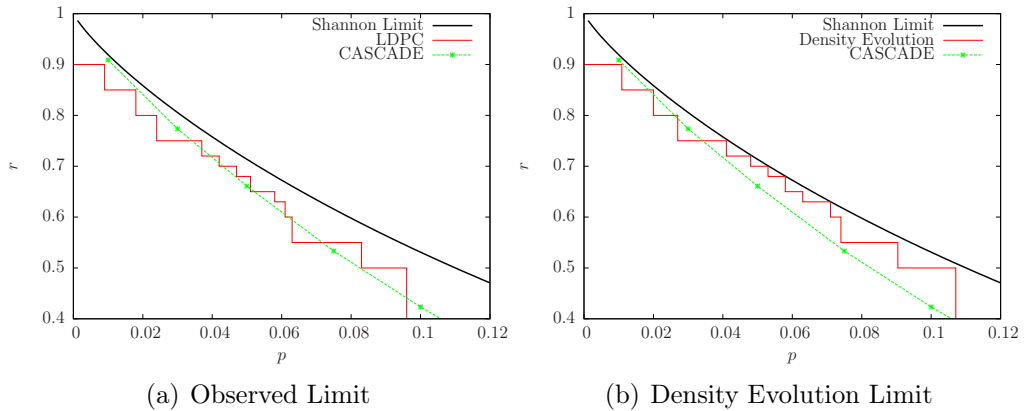 1
0.9
0.8
0.7
0.6
0.5
0.4
r
0
0.02
0.04
0.06
0.08
0.1
0.12
p
Shannon Limit
LDPC
CASCADE
(a) Observed Limit
1
0.9
0.8
0.7
0.6
0.5
0.4
r
0
0.02
0.04
0.06
0.08
0.1
0.12
p
Shannon Limit
Density Evolution
CASCADE
(b) Density Evolution Limit